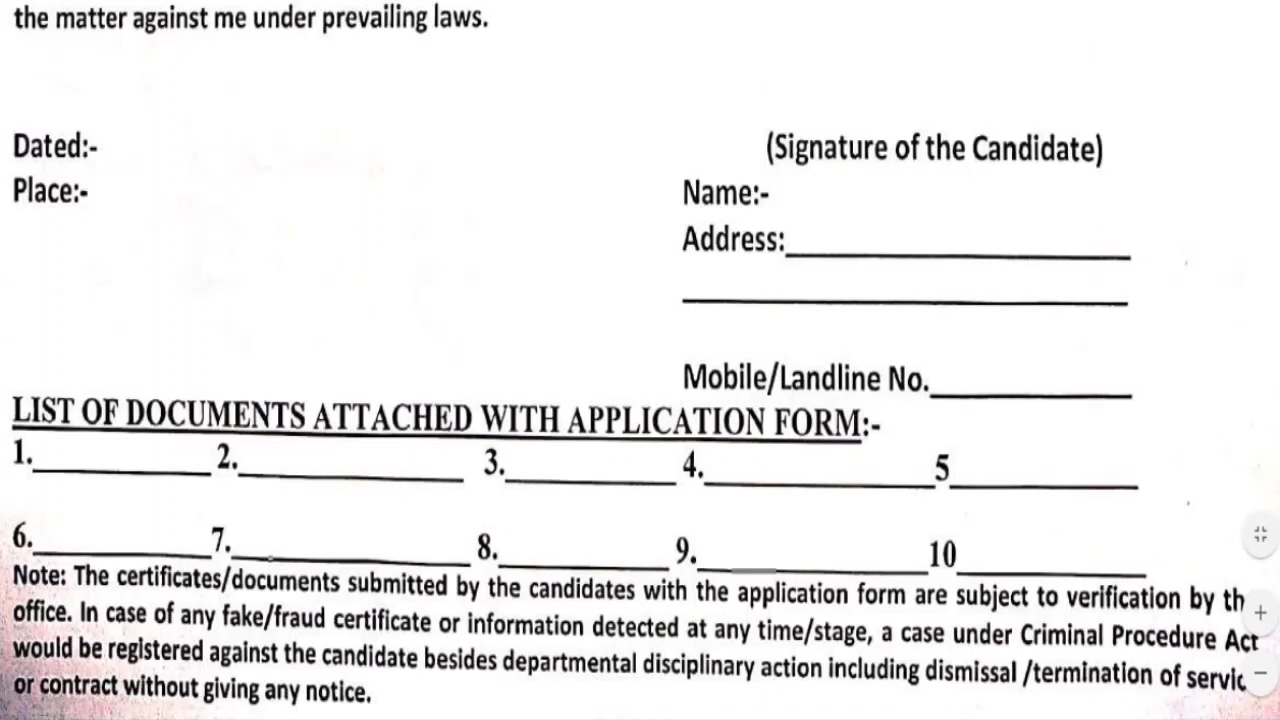 the matter against me under prevailing laws.
Dated:-
(Signature of the Candidate)
Place:-
Name:-
Address:
Mobile/Landline No.
LIST OF DOCUMENTS ATTACHED WITH APPLICATION FORM:-
1. 2. 3. 4. 5
6. 7. 8. 9. 10
Note: The certificates/documents submitted by the candidates with the application form are subject to verification by th
office. In case of any fake/fraud certificate or information detected at any time/stage, a case under Criminal Procedure Act
would be registered against the candidate besides departmental disciplinary action including dismissal /termination of servic
or contract without giving any notice.